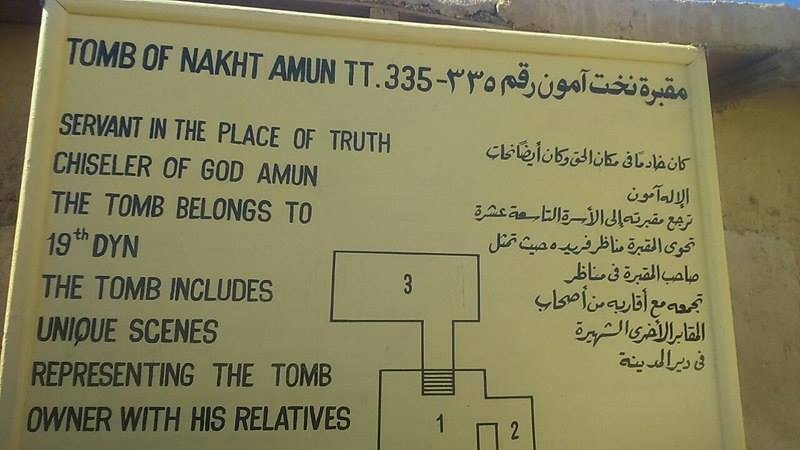 TOMB OF NAKHT AMUN TT.335-٣٣٥ مقبرة نخت آمون رقم
SERVANT IN THE PLACE OF TRUTH
CHISELER OF GOD AMUN
THE TOMB BELONGS TO
19th DYN
THE TOMB INCLUDES
UNIQUE SCENES
REPRESENTING THE TOMB
OWNER WITH HIS RELATIVES
كان خادمًا فى مكان الحق وكان أيضًا نحات
الإله آمون
ترجع مقبرته إلى الأسرة التاسعة عشرة
تحوى المقبرة مناظر فريده حيث تمثل
صاحب المقبرة فى مناظر
تجمعه مع أقاربه من أصحاب
المقابر الأخرى الشهيرة
فى دير المدينة
3
1
2